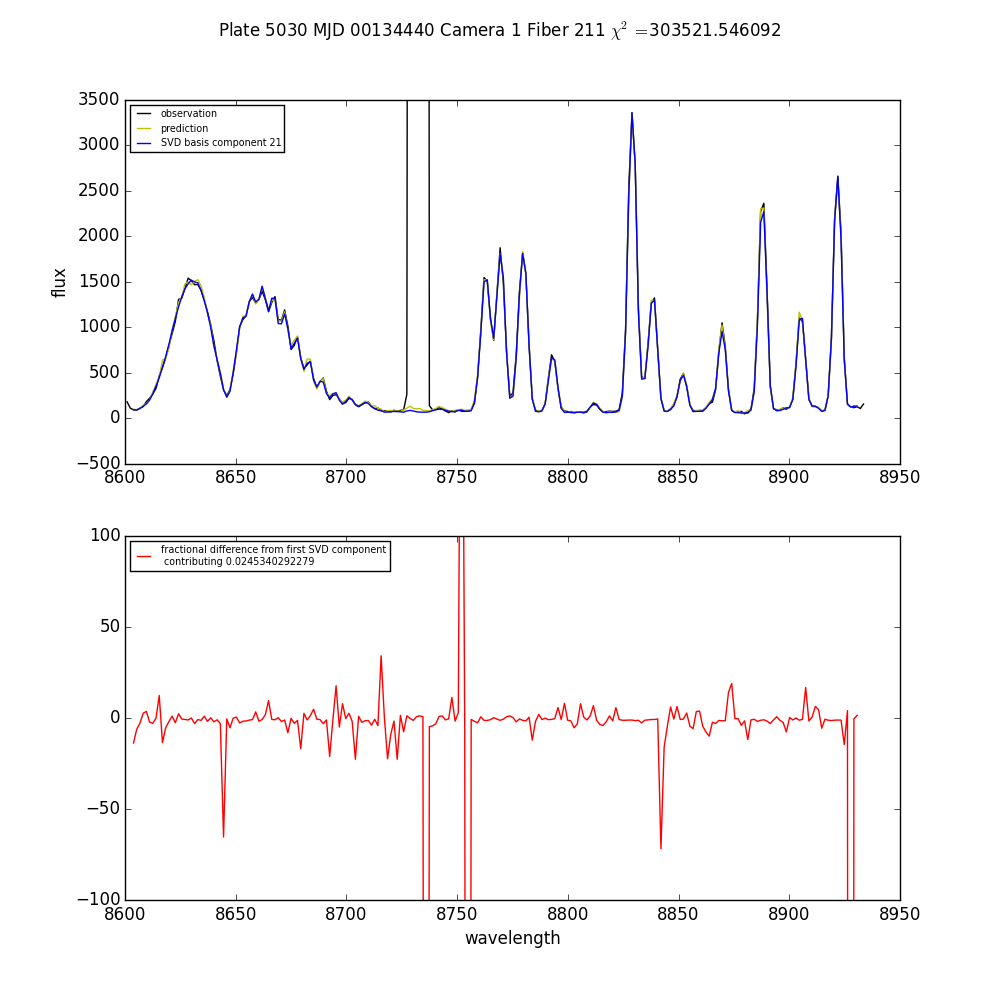 Plate 5030 MJD 00134440 Camera 1 Fiber 211 χ² =303521.546092
3500
3000
2500
2000
1500
1000
500
0
−500
flux
observation
prediction
SVD basis component 21
8600 8650 8700 8750 8800 8850 8900 8950
100
50
0
−50
−100
fractional difference from first SVD component
contributing 0.0245340292279
8600 8650 8700 8750 8800 8850 8900 8950
wavelength